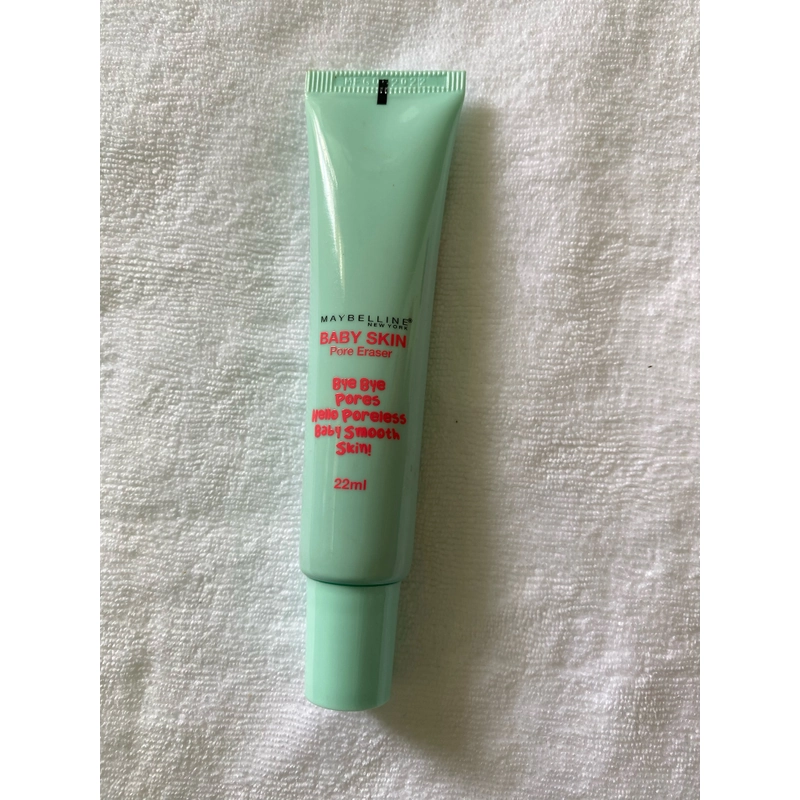 MAYBELLINE®
NEW YORK
BABY SKIN
Pore Eraser
Bye Bye
Pores
Hello Poreless
Baby Smooth
Skin!
22ml